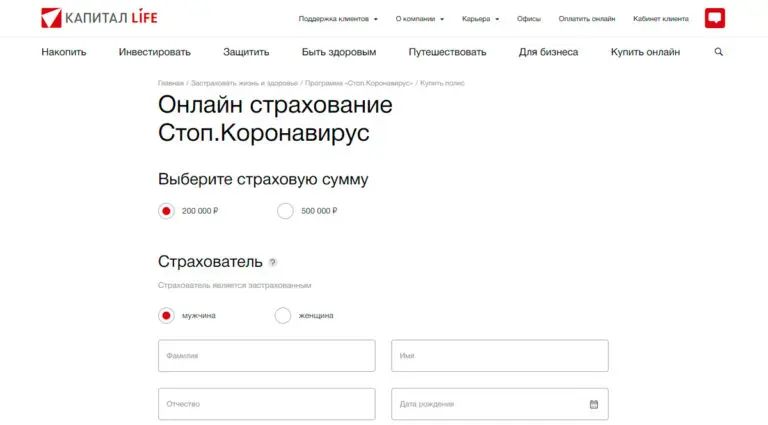 КАПИТАЛ LIFE
Поддержка клиентов О компании Карьера Офисы Оплатить онлайн Кабинет клиента
Накопить Инвестировать Защитить Быть здоровым Путешествовать Для бизнеса Купить онлайн
Главная / Застраховать жизнь и здоровье / Программа «Стоп.Коронавирус» / Купить полис
Онлайн страхование
Стоп.Коронавирус
Выберите страховую сумму
200 000 ₽ 500 000 ₽
Страхователь ?
Страхователь является застрахованным
мужчина женщина
Фамилия Имя
Отчество Дата рождения